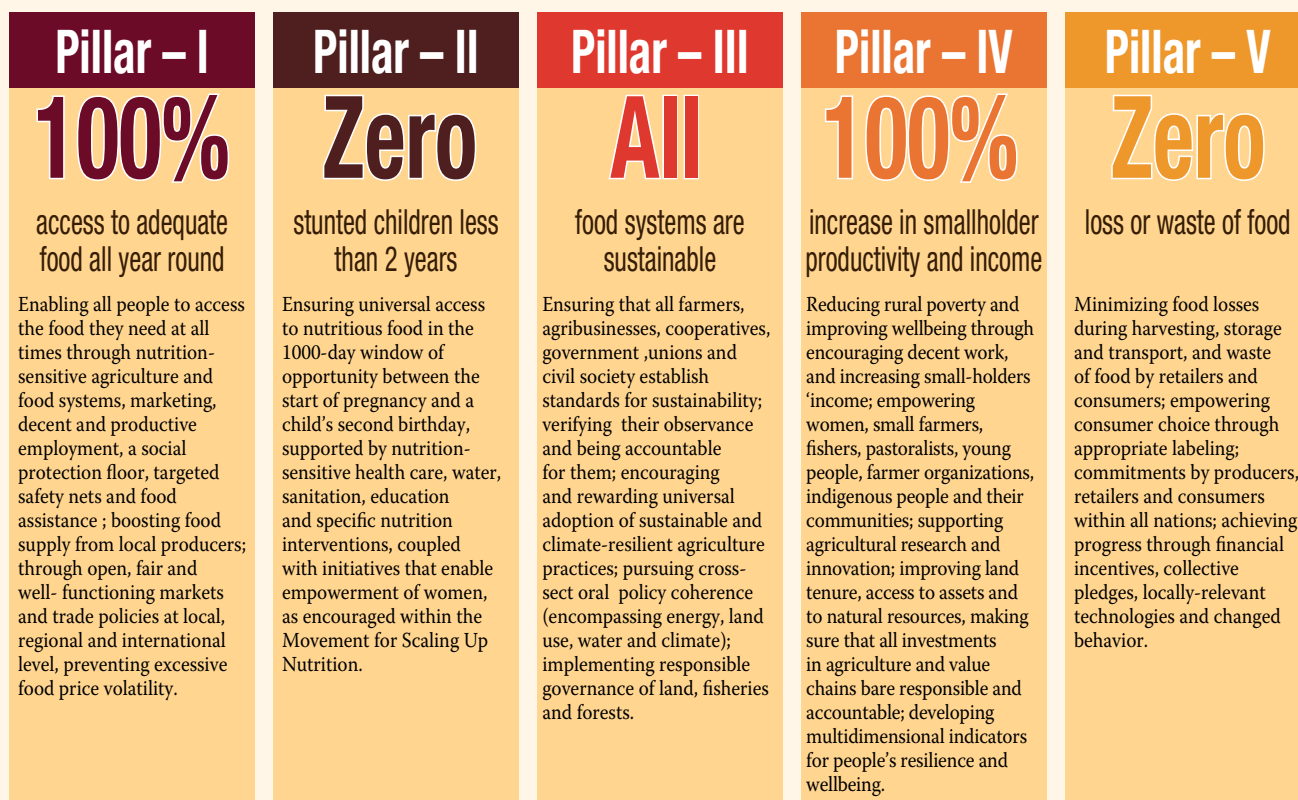 Pillar – I
100%
access to adequate
food all year round
Enabling all people to access
the food they need at all
times through nutrition-
sensitive agriculture and
food systems, marketing,
decent and productive
employment, a social
protection floor, targeted
safety nets and food
assistance ; boosting food
supply from local producers;
through open, fair and
well- functioning markets
and trade policies at local,
regional and international
level, preventing excessive
food price volatility.
Pillar – II
Zero
stunted children less
than 2 years
Ensuring universal access
to nutritious food in the
1000-day window of
opportunity between the
start of pregnancy and a
child's second birthday,
supported by nutrition-
sensitive health care, water,
sanitation, education
and specific nutrition
interventions, coupled
with initiatives that enable
empowerment of women,
as encouraged within the
Movement for Scaling Up
Nutrition.
Pillar – III
All
food systems are
sustainable
Ensuring that all farmers,
agribusinesses, cooperatives,
government ,unions and
civil society establish
standards for sustainability;
verifying  their observance
and being accountable
for them; encouraging
and rewarding universal
adoption of sustainable and
climate-resilient agriculture
practices; pursuing cross-
sect oral  policy coherence
(encompassing energy, land
use, water and climate);
implementing responsible
governance of land, fisheries
and forests.
Pillar – IV
100%
increase in smallholder
productivity and income
Reducing rural poverty and
improving wellbeing through
encouraging decent work,
and increasing small-holders
‘income; empowering
women, small farmers,
fishers, pastoralists, young
people, farmer organizations,
indigenous people and their
communities; supporting
agricultural research and
innovation; improving land
tenure, access to assets and
to natural resources, making
sure that all investments
in agriculture and value
chains bare responsible and
accountable; developing
multidimensional indicators
for people’s resilience and
wellbeing.
Pillar – V
Zero
loss or waste of food
Minimizing food losses
during harvesting, storage
and transport, and waste
of food by retailers and
consumers; empowering
consumer choice through
appropriate labeling;
commitments by producers,
retailers and consumers
within all nations; achieving
progress through financial
incentives, collective
pledges, locally-relevant
technologies and changed
behavior.